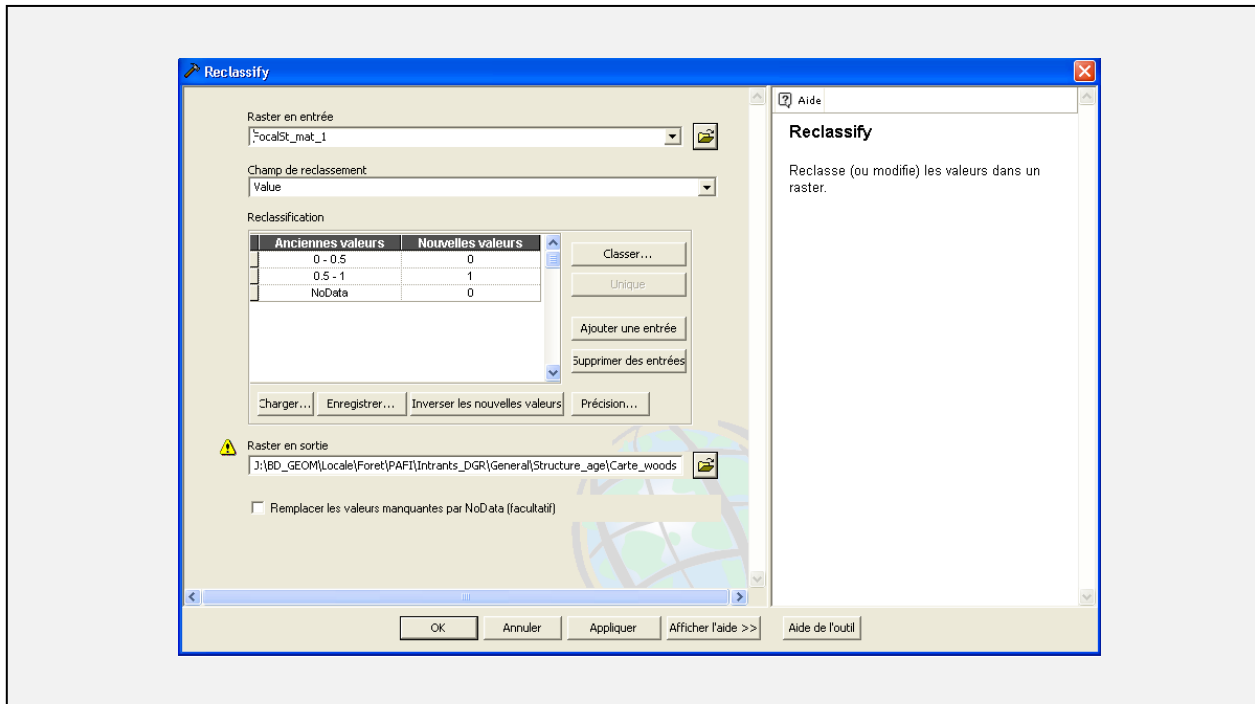 Reclassify
Raster en entrée
FocalSt_mat_1
Champ de reclassement
Value
Reclassification
Anciennes valeurs Nouvelles valeurs
0 - 0.5 0
0.5 - 1 1
NoData 0
Classer...
Unique
Ajouter une entrée
Supprimer des entrées
Charger... Enregistrer... Inverser les nouvelles valeurs Précision...
Raster en sortie
J:\BD_GEOM\Locale\Foret\PAFI\Intrants_DGR\General\Structure_age\Carte_woods
Remplacer les valeurs manquantes par NoData (facultatif)
OK Annuler Appliquer Afficher l'aide >> Aide de l'outil
Aide
Reclassify
Reclasse (ou modifie) les valeurs dans un
raster.